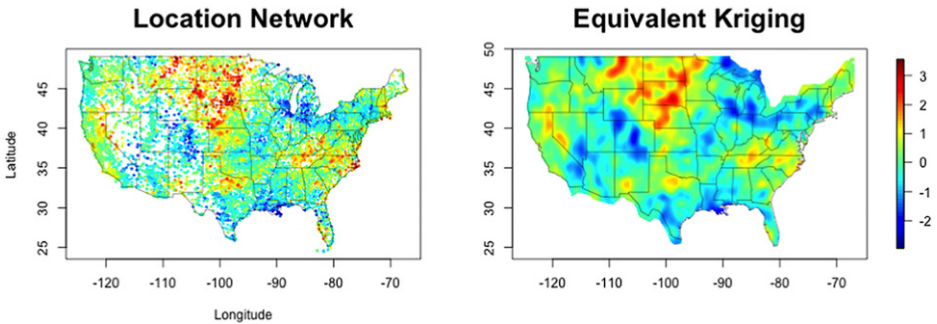 Location Network
Equivalent Kriging
Latitude
25 30 35 40 45
-120 -110 -100 -90 -80 -70
Longitude
25 30 35 40 45 50
-120 -110 -100 -90 -80 -70
3
2
1
0
-1
-2